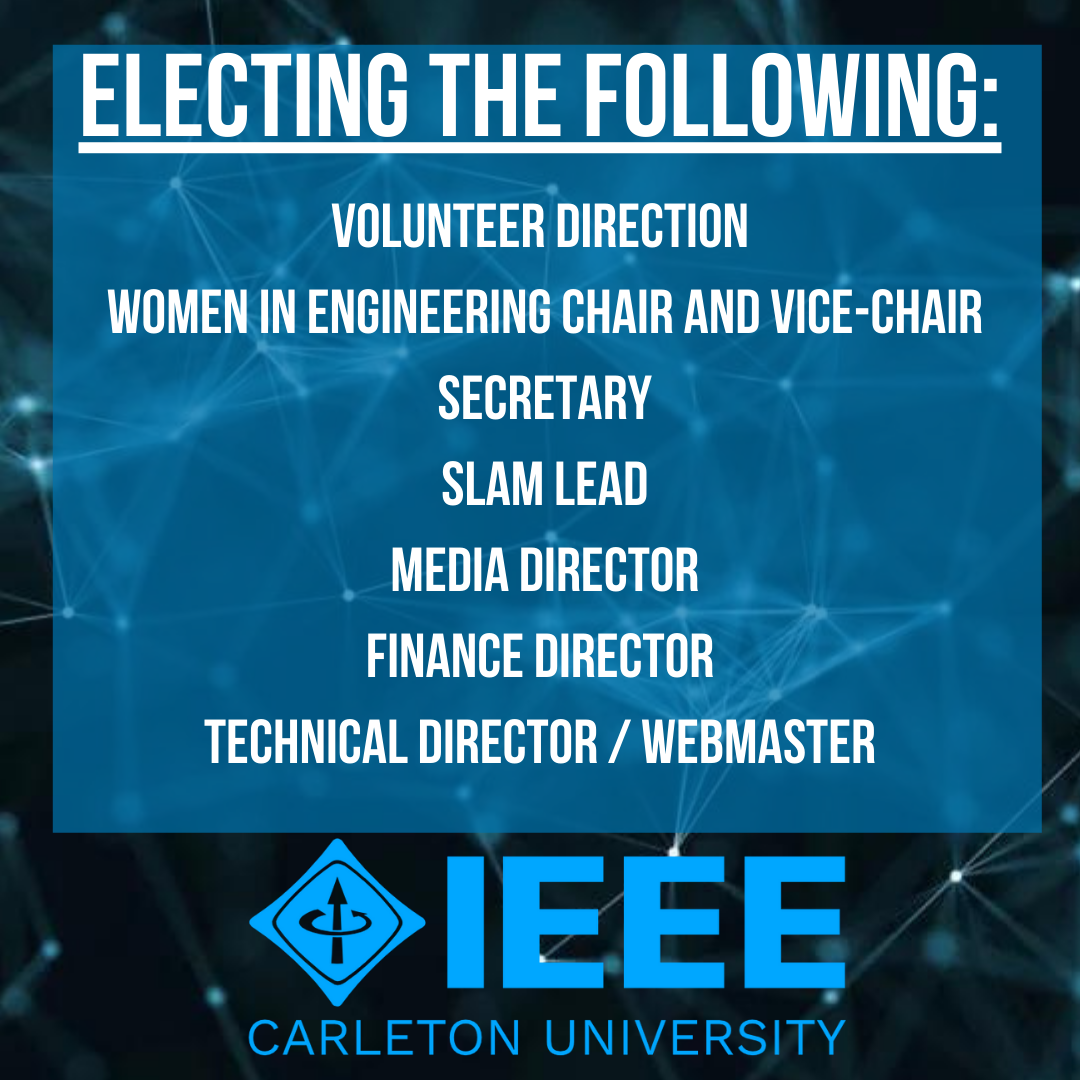 ELECTING THE FOLLOWING:
VOLUNTEER DIRECTION
WOMEN IN ENGINEERING CHAIR AND VICE-CHAIR
SECRETARY
SLAM LEAD
MEDIA DIRECTOR
FINANCE DIRECTOR
TECHNICAL DIRECTOR / WEBMASTER
IEEE
CARLETON UNIVERSITY